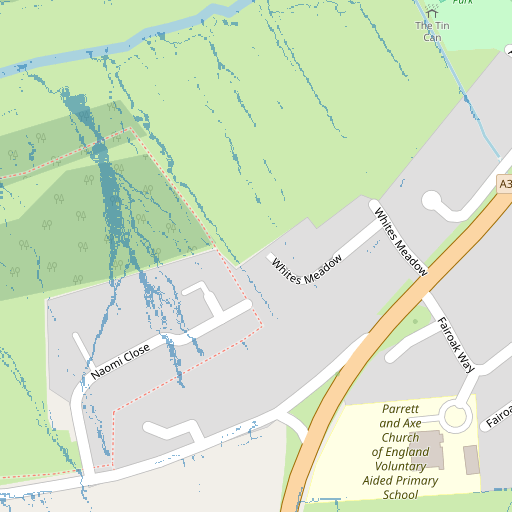 Park
The Tin
Can
A3
Whites Meadow
Whites Meadow
Naomi Close
Fairoak Way
Parrett
and Axe
Church
of England
Voluntary
Aided Primary
School